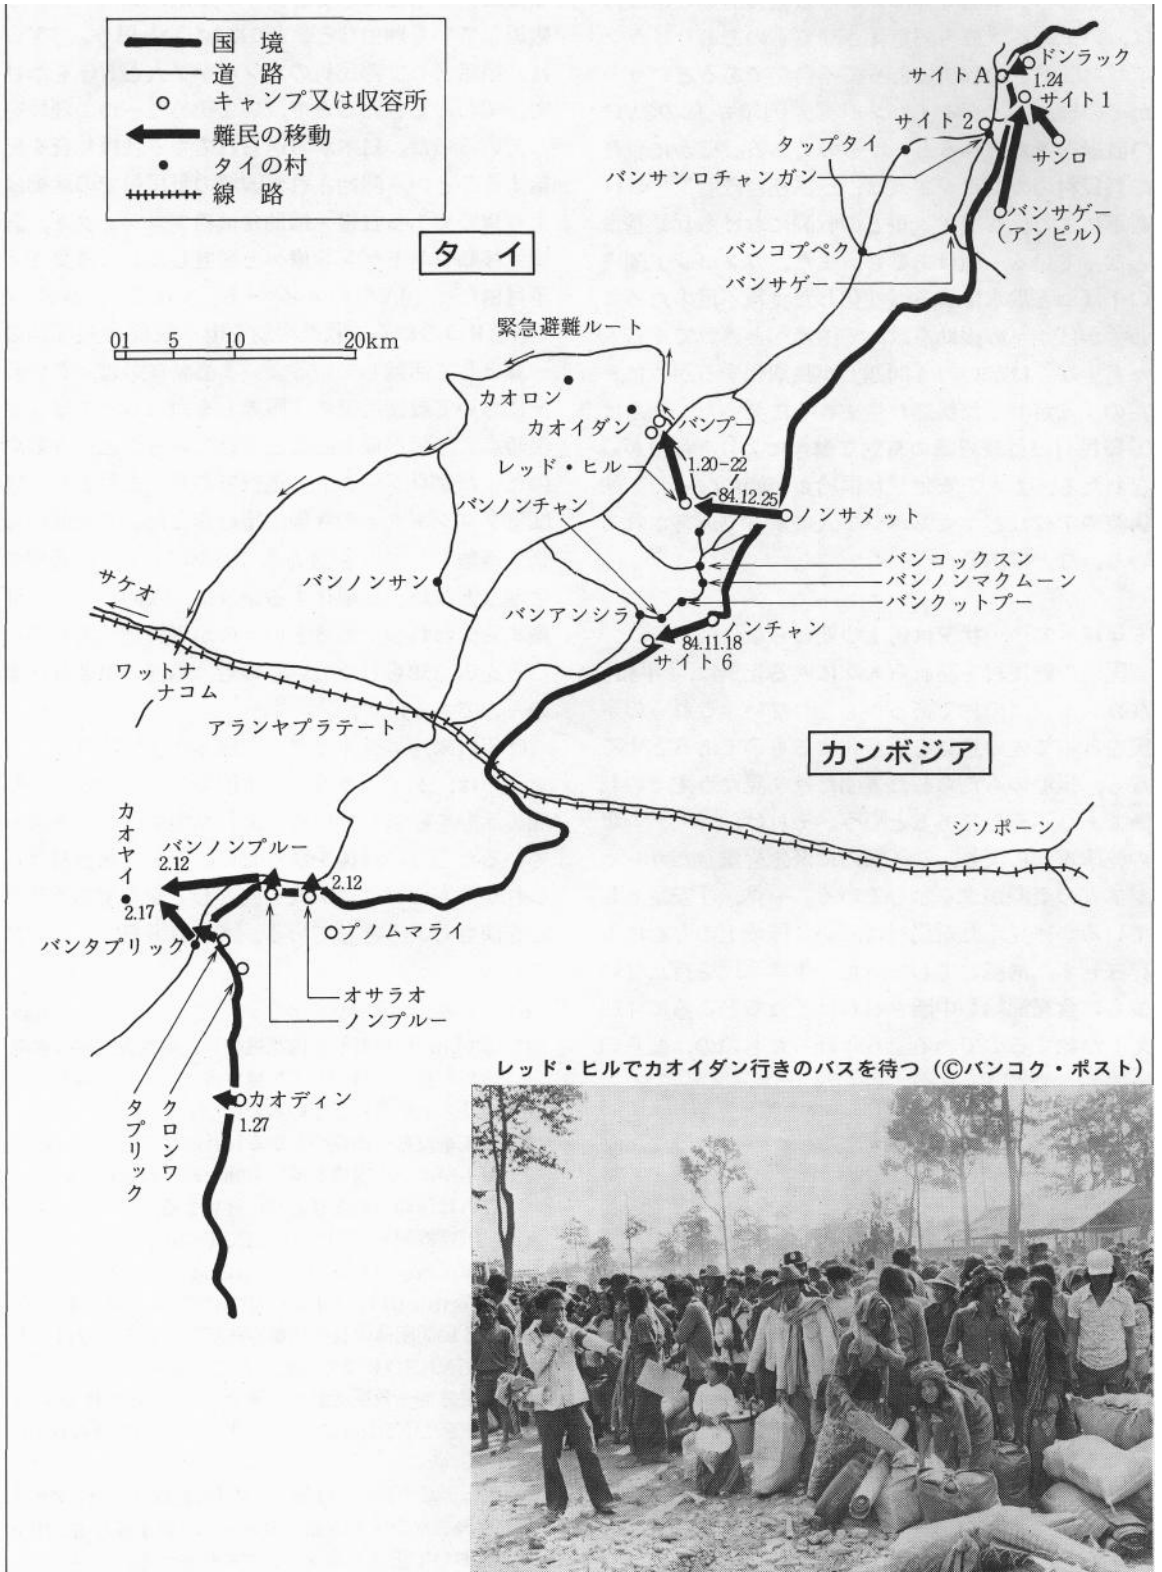 国 境
道 路
キャンプ又は収容所
難民の移動
タイの村
線 路
タ イ
01 5 10 20km
サイトA
ドンラック
1.24
サイト1
サイト2
サンロ
タップタイ
バンサンロチャンガン
バンサゲー
(アンピル)
バンコブペク
バンサゲー
緊急避難ルート
カオロン
カオイダン
バンプー
レッド・ヒル
1.20-22
バンノンチャン
84.12.25
ノンサメット
バンコックスン
バンノンマクムーン
バンクットプー
バンノンサン
バンアンシラ
ノンチャン
84.11.18
サイト6
サケオ
ワットナ
ナコム
アランヤプラテート
カンボジア
シソポーン
カオヤイ
バンノンプルー
2.12
2.12
2.17
バンタプリック
プノムマライ
オサラオ
ノンプルー
カオディン
1.27
タプリック
クロンワ
レッド・ヒルでカオイダン行きのバスを待つ(©バンコク・ポスト)